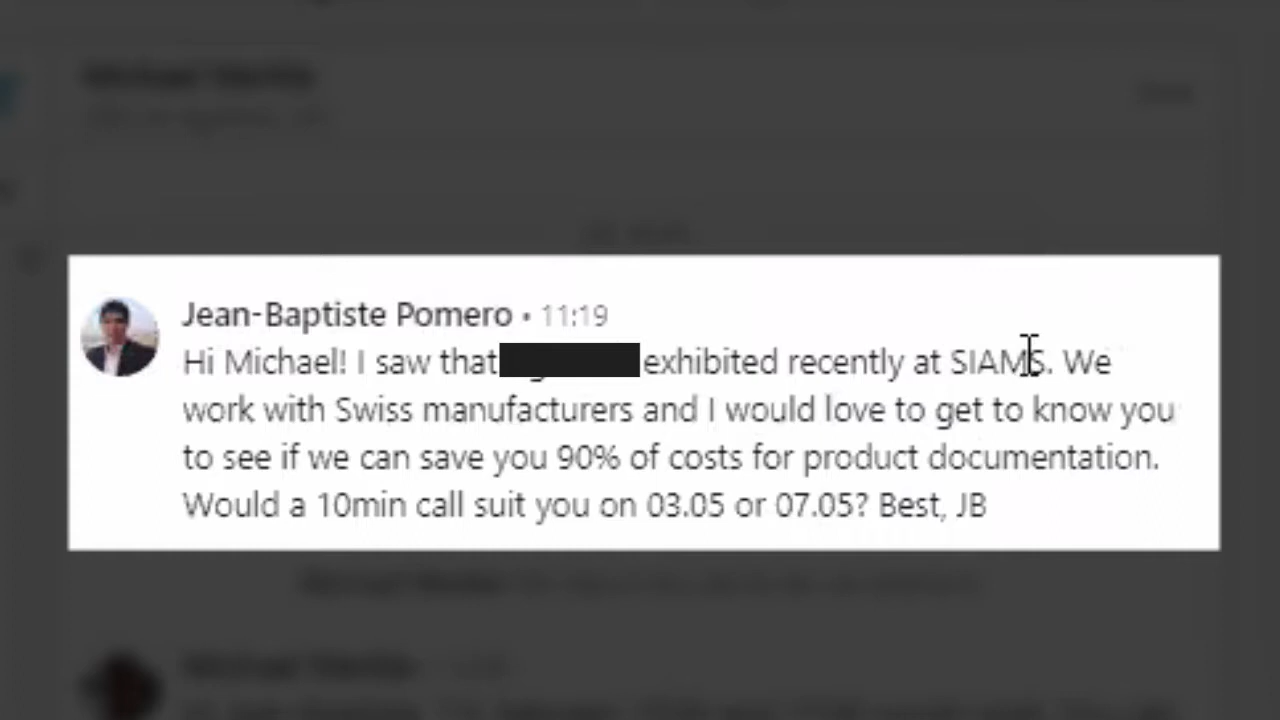 Jean-Baptiste Pomero • 11:19
Hi Michael! I saw that exhibited recently at SIAMS. We
work with Swiss manufacturers and I would love to get to know you
to see if we can save you 90% of costs for product documentation.
Would a 10min call suit you on 03.05 or 07.05? Best, JB